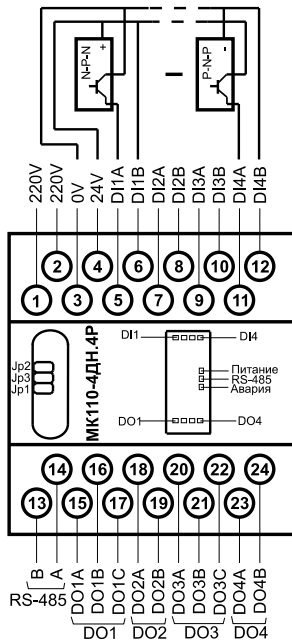 N-P-N
+
P-N-P
-
220V
220V
0V
24V
DI1A
DI1B
DI2A
DI2B
DI3A
DI3B
DI4A
DI4B
2
4
6
8
10
12
1
3
5
7
9
11
Jp2
Jp3
Jp1
МК110-4ДН.4Р
DI1
DI4
Питание
RS-485
Авария
DO1
DO4
14
16
18
20
22
24
13
15
17
19
21
23
B
A
DO1A
DO1B
DO1C
DO2A
DO2B
DO3A
DO3B
DO3C
DO4A
DO4B
RS-485
DO1
DO2
DO3
DO4